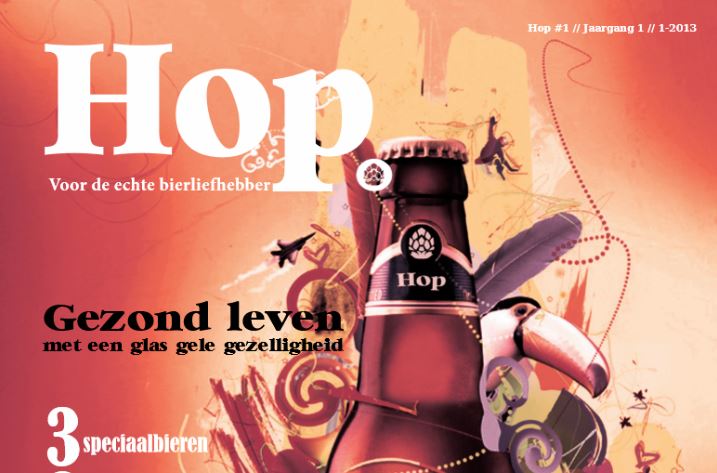 Hop #1 // Jaargang 1 // 1-2013
Hop.
Voor de echte bierliefhebber
Hop
Gezond leven
met een glas gele gezelligheid
3 speciaalbieren